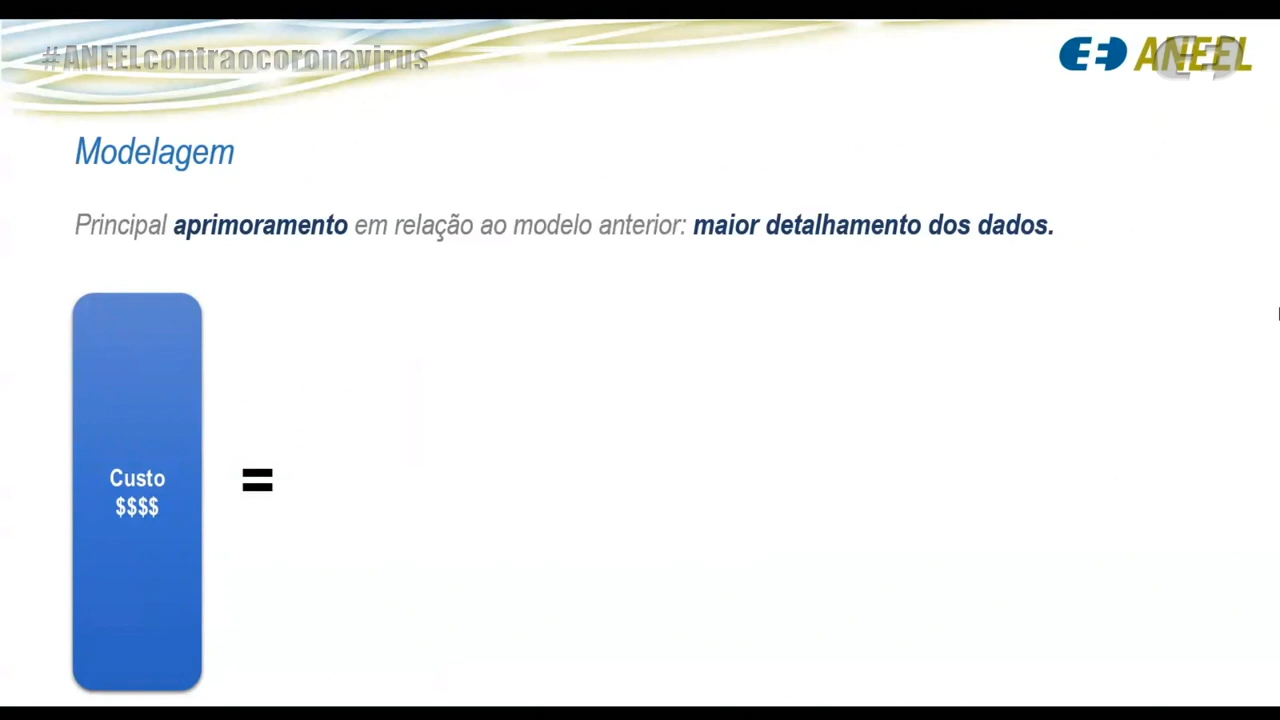 #ANEELcontraocoronavirus
ANEEL
Modelagem
Principal aprimoramento em relação ao modelo anterior: maior detalhamento dos dados.
Custo
$$$$
=